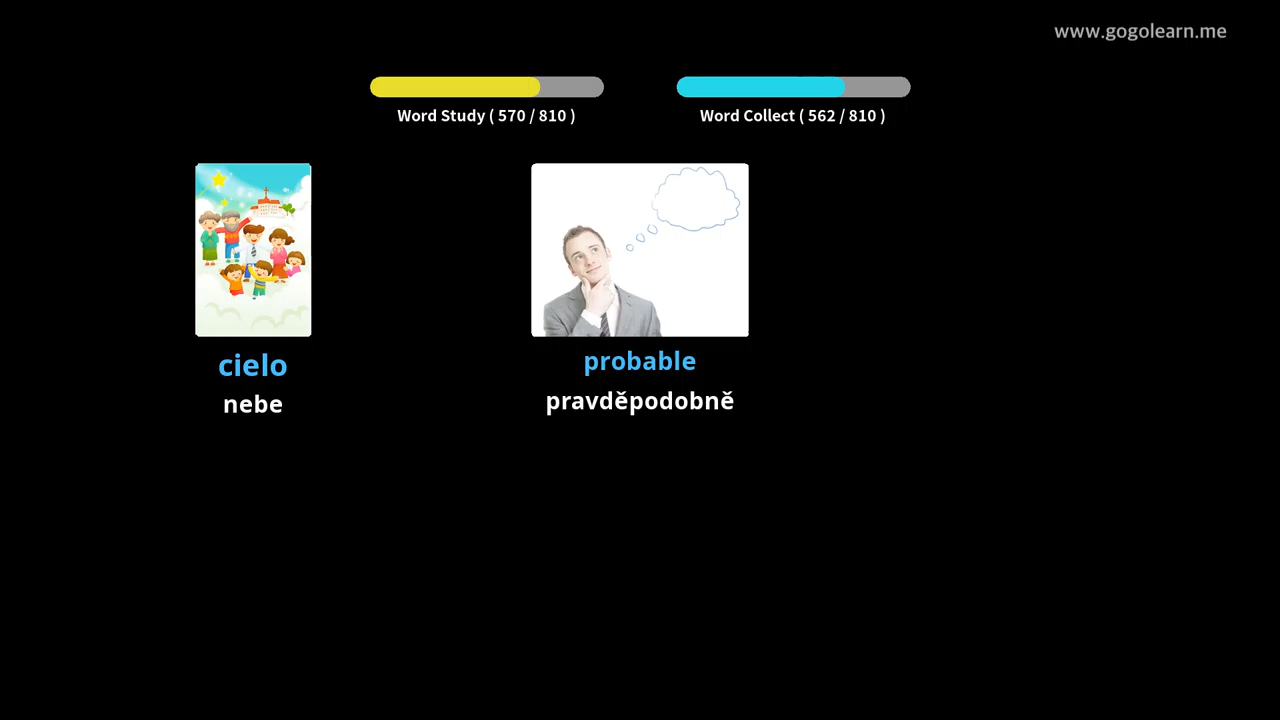 www.gogolearn.me
Word Study ( 570 / 810 )
Word Collect ( 562 / 810 )
cielo
nebe
probable
pravděpodobně